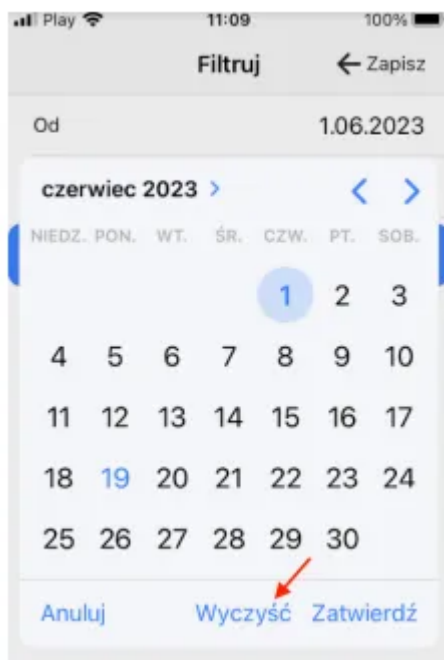 Play 11:09 100%
Filtruj ← Zapisz
Od 1.06.2023
czerwiec 2023 > < >
NIEDZ. PON. WT. ŚR. CZW. PT. SOB.
1 2 3
4 5 6 7 8 9 10
11 12 13 14 15 16 17
18 19 20 21 22 23 24
25 26 27 28 29 30
Anuluj Wyczyść Zatwierdź